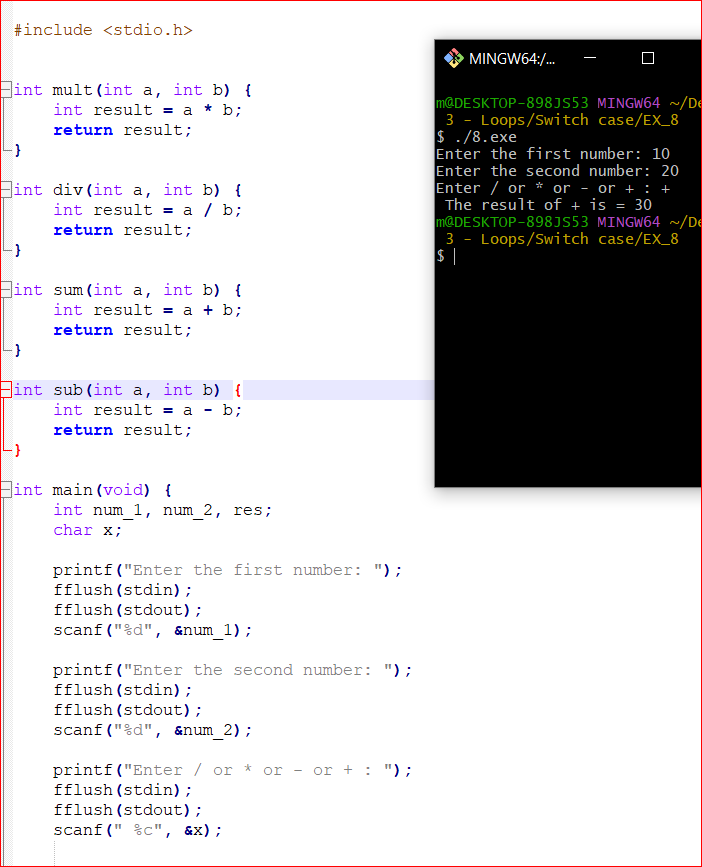 #include <stdio.h>
int mult(int a, int b) {
int result = a * b;
return result;
}
int div(int a, int b) {
int result = a / b;
return result;
}
int sum(int a, int b) {
int result = a + b;
return result;
}
int sub(int a, int b) {
int result = a - b;
return result;
}
int main(void) {
int num_1, num_2, res;
char x;
printf("Enter the first number: ");
fflush(stdin);
fflush(stdout);
scanf("%d", &num_1);
printf("Enter the second number: ");
fflush(stdin);
fflush(stdout);
scanf("%d", &num_2);
printf("Enter / or * or - or + : ");
fflush(stdin);
fflush(stdout);
scanf(" %c", &x);
MINGW64:/...
m@DESKTOP-898JS53 MINGW64 ~/De
3 - Loops/Switch case/EX_8
$ ./8.exe
Enter the first number: 10
Enter the second number: 20
Enter / or * or - or + : +
The result of + is = 30
m@DESKTOP-898JS53 MINGW64 ~/De
3 - Loops/Switch case/EX_8
$